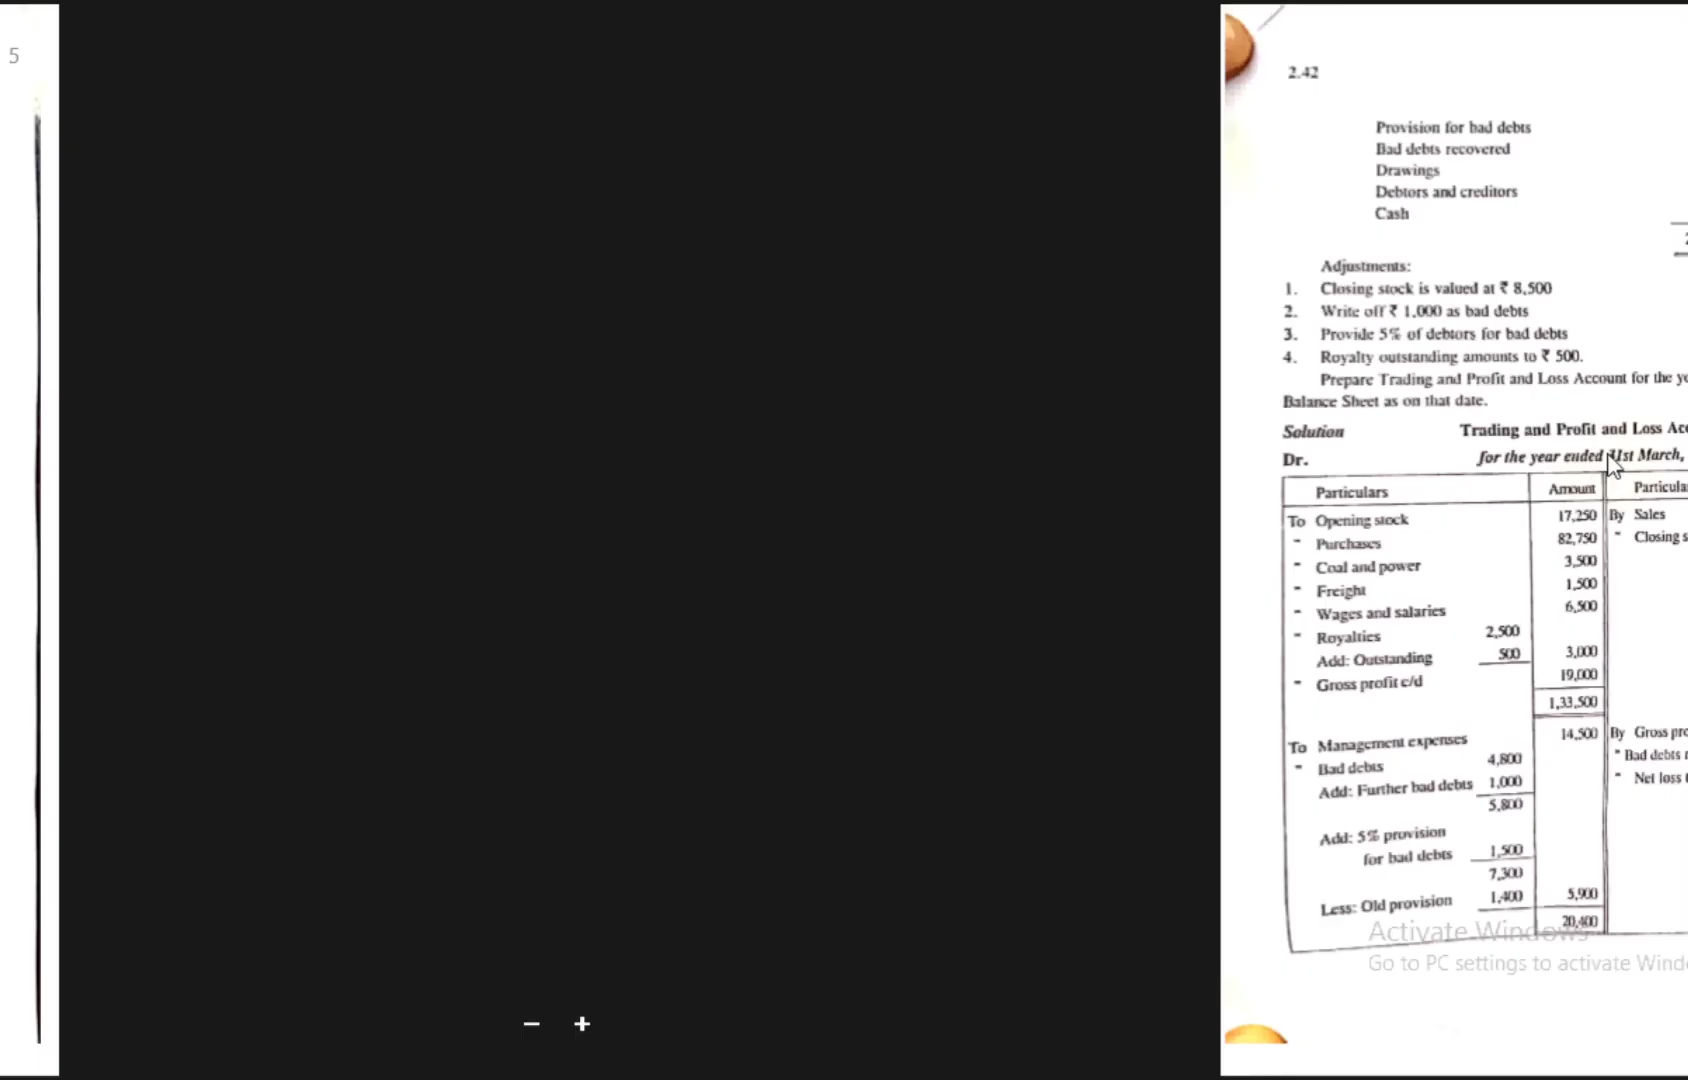 5
2.42
Provision for bad debts
Bad debts recovered
Drawings
Debtors and creditors
Cash
Adjustments:
1. Closing stock is valued at ₹ 8,500
2. Write off ₹ 1,000 as bad debts
3. Provide 5% of debtors for bad debts
4. Royalty outstanding amounts to ₹ 500.
Prepare Trading and Profit and Loss Account for the
Balance Sheet as on that date.
Solution Trading and Profit and Loss
Dr. for the year ended 31st March,
Particulars Amount
To Opening stock 17,250 By Sales
" Purchases 82,750 " Closing
" Coal and power 3,500
" Freight 1,500
" Wages and salaries 6,500
" Royalties 2,500
Add: Outstanding 500 3,000
" Gross profit c/d 19,000
1,33,500
To Management expenses 14,500 By Gross
" Bad debts 4,800 " Bad debts
Add: Further bad debts 1,000 " Net loss
5,800
Add: 5% provision
for bad debts 1,500
7,300
Less: Old provision 1,400 5,900
20,400
Activate Windows
Go to PC settings to activate